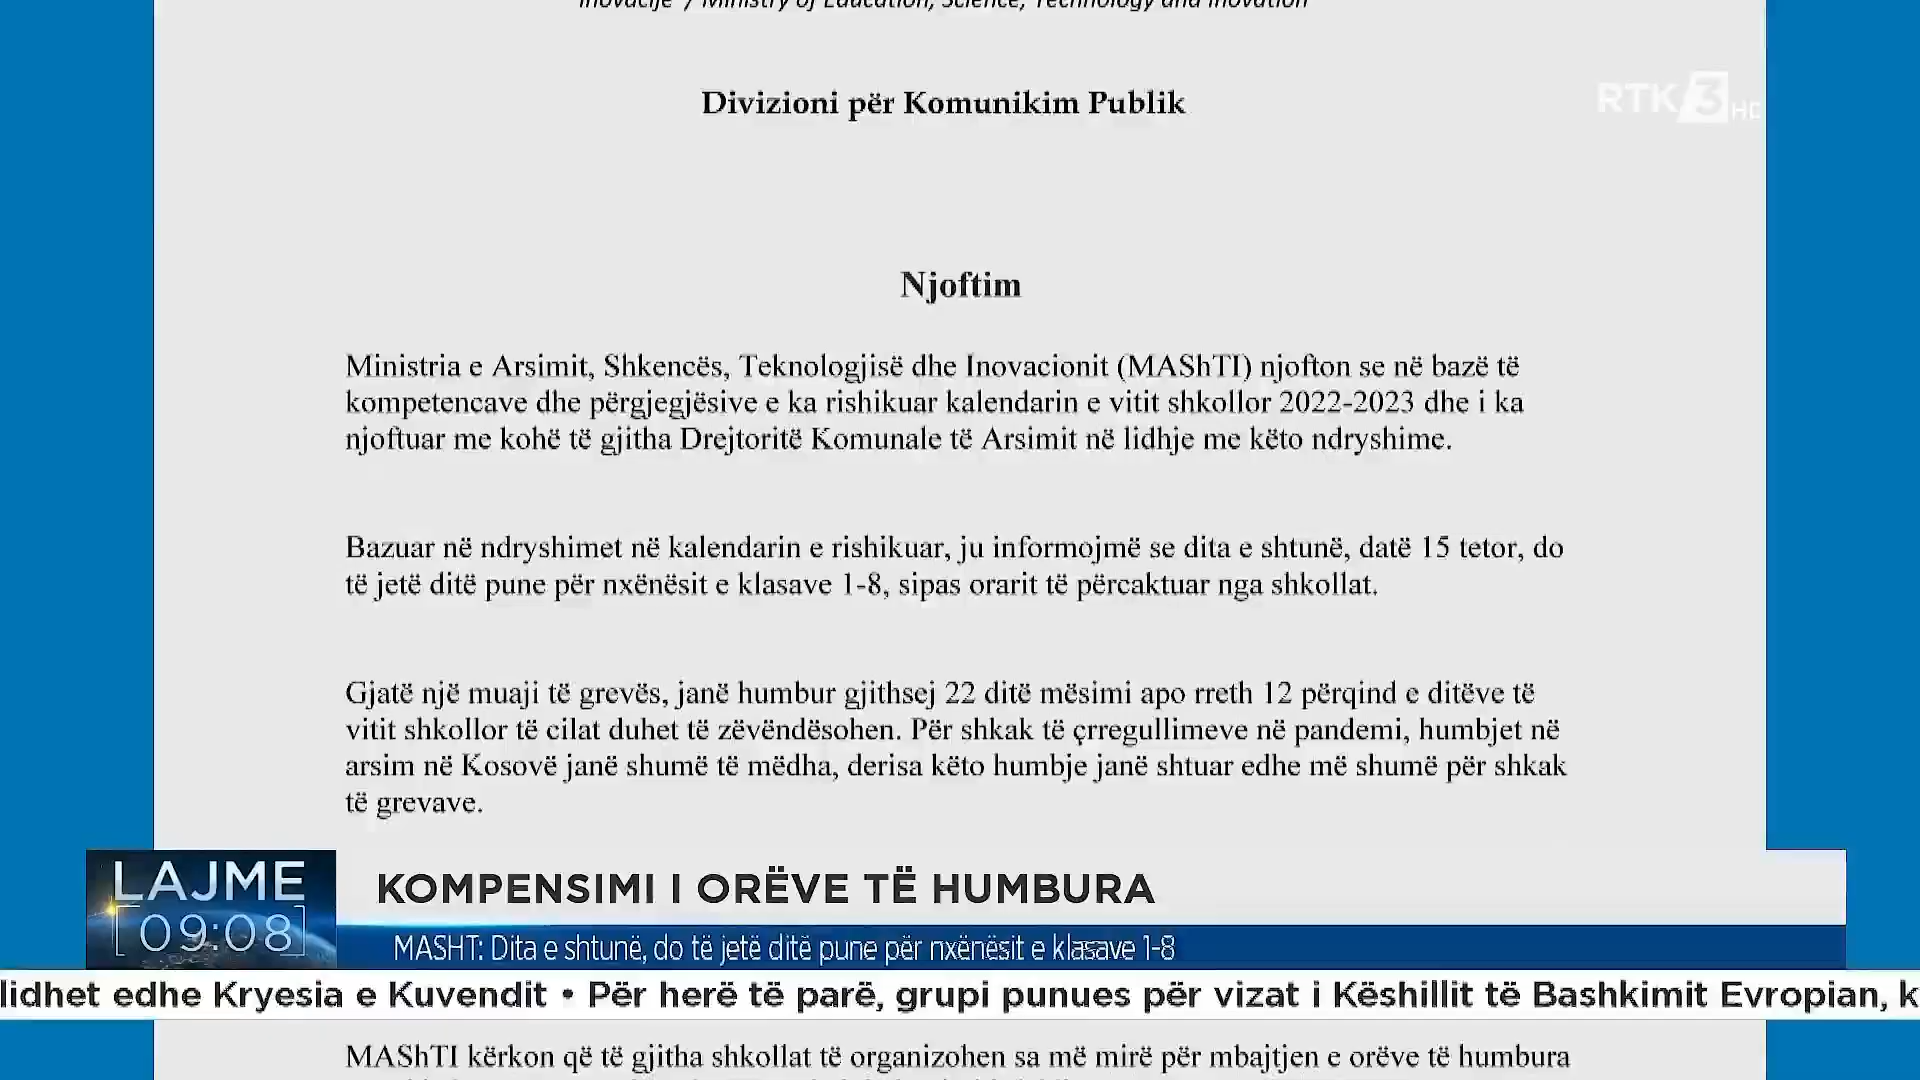 Inovacije / Ministry of Education, Science, Technology and Inovation
Divizioni për Komunikim Publik
RTK 3 HD
Njoftim
Ministria e Arsimit, Shkencës, Teknologjisë dhe Inovacionit (MAShTI) njofton se në bazë të
kompetencave dhe përgjegjësive e ka rishikuar kalendarin e vitit shkollor 2022-2023 dhe i ka
njoftuar me kohë të gjitha Drejtoritë Komunale të Arsimit në lidhje me këto ndryshime.
Bazuar në ndryshimet në kalendarin e rishikuar, ju informojmë se dita e shtunë, datë 15 tetor, do
të jetë ditë pune për nxënësit e klasave 1-8, sipas orarit të përcaktuar nga shkollat.
Gjatë një muaji të grevës, janë humbur gjithsej 22 ditë mësimi apo rreth 12 përqind e ditëve të
vitit shkollor të cilat duhet të zëvëndësohen. Për shkak të çrregullimeve në pandemi, humbjet në
arsim në Kosovë janë shumë të mëdha, derisa këto humbje janë shtuar edhe më shumë për shkak
të grevave.
LAJME
09:08
KOMPENSIMI I ORËVE TË HUMBURA
MASHT: Dita e shtunë, do të jetë ditë pune për nxënësit e klasave 1-8
lidhet edhe Kryesia e Kuvendit • Për herë të parë, grupi punues për vizat i Këshillit të Bashkimit Evropian, k
MAShTI kërkon që të gjitha shkollat të organizohen sa më mirë për mbajtjen e orëve të humbura